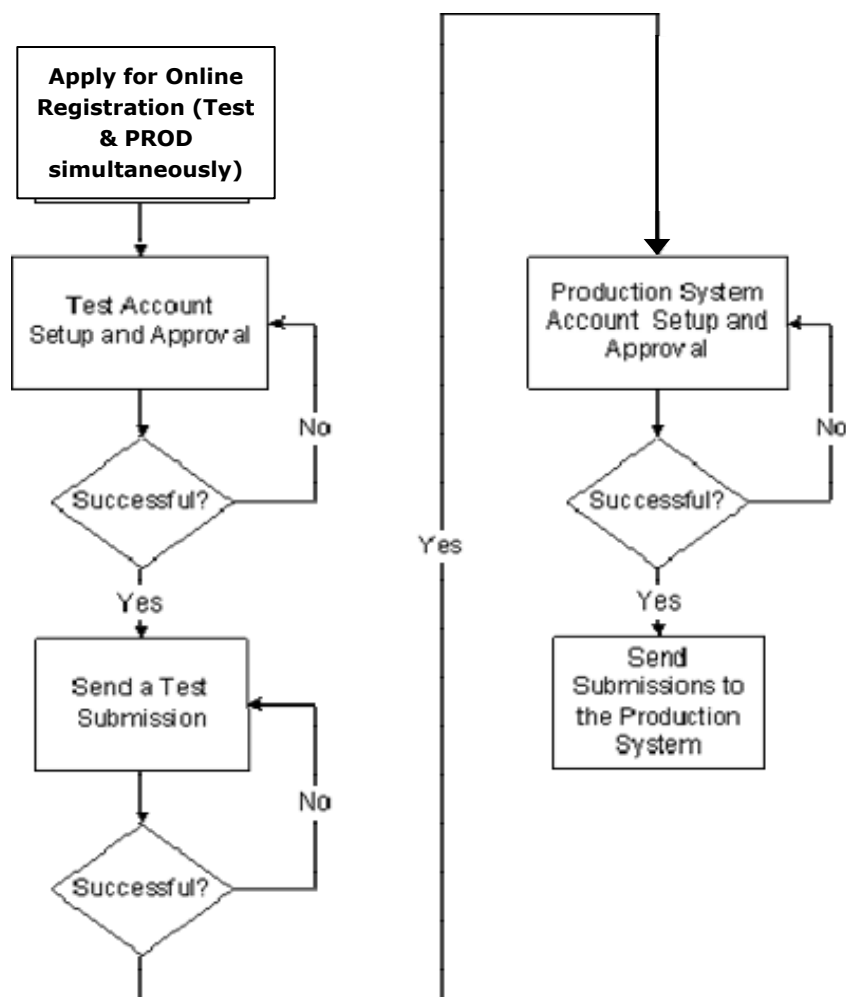 Apply for Online
Registration (Test
& PROD
simultaneously)
Test Account
Setup and Approval
No
Successful?
Yes
Send a Test
Submission
No
Successful?
Yes
Production System
Account Setup and
Approval
No
Successful?
Yes
Send
Submissions to
the Production
System